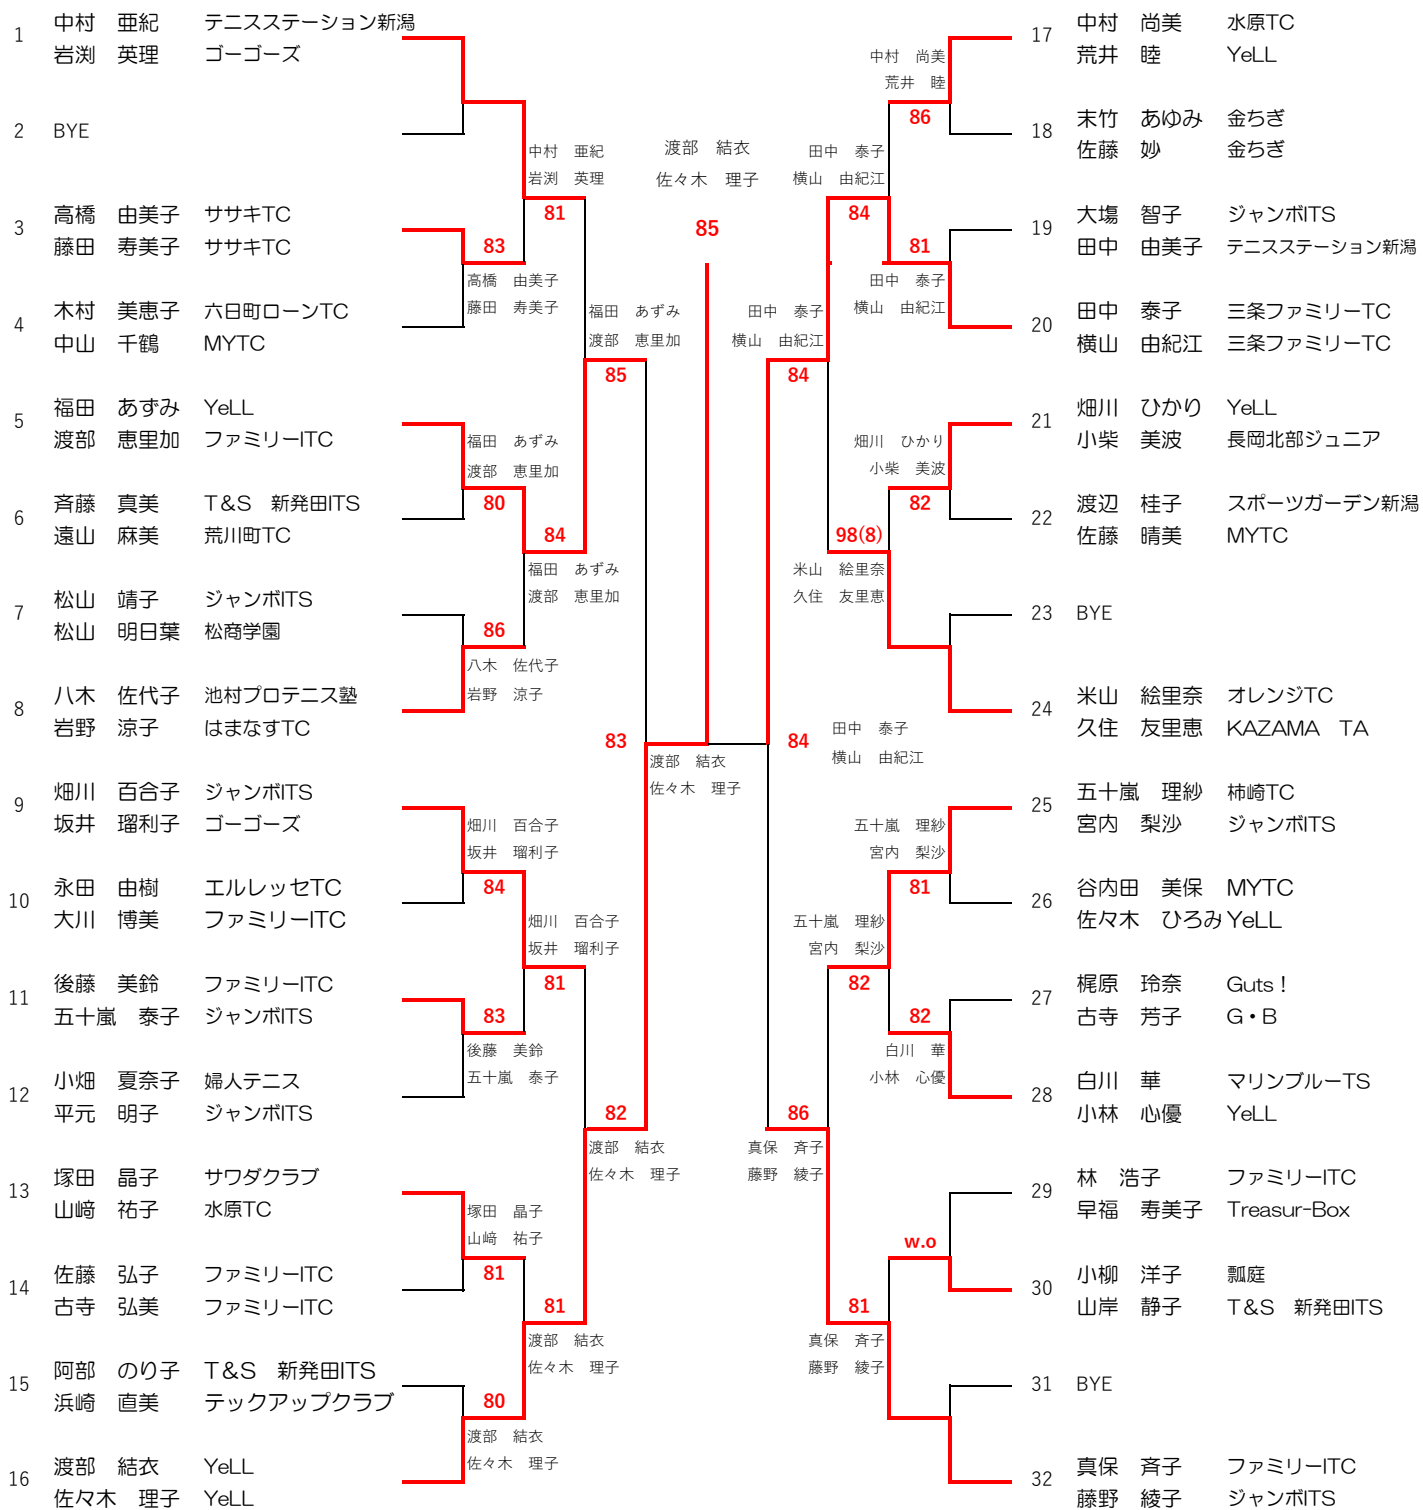 1
中村　亜紀　テニスステーション新潟
岩渕　英理　ゴーゴーズ
2 BYE
3
高橋　由美子　ササキTC
藤田　寿美子　ササキTC
4
木村　美恵子　六日町ローンTC
中山　千鶴　MYTC
5
福田　あずみ　YeLL
渡部　恵里加　ファミリーITC
6
斉藤　真美　T&S　新発田ITS
遠山　麻美　荒川町TC
7
松山　靖子　ジャンボITS
松山　明日葉　松商学園
8
八木　佐代子　池村プロテニス塾
岩野　涼子　はまなすTC
9
畑川　百合子　ジャンボITS
坂井　瑠利子　ゴーゴーズ
10
永田　由樹　エルレッセTC
大川　博美　ファミリーITC
11
後藤　美鈴　ファミリーITC
五十嵐　泰子　ジャンボITS
12
小畑　夏奈子　婦人テニス
平元　明子　ジャンボITS
13
塚田　晶子　サワダクラブ
山﨑　祐子　水原TC
14
佐藤　弘子　ファミリーITC
古寺　弘美　ファミリーITC
15
阿部　のり子　T&S　新発田ITS
浜崎　直美　テックアップクラブ
16
渡部　結衣　YeLL
佐々木　理子　YeLL
83
高橋　由美子
藤田　寿美子
福田　あずみ
渡部　恵里加
80
86
八木　佐代子
岩野　涼子
畑川　百合子
坂井　瑠利子
84
83
後藤　美鈴
五十嵐　泰子
塚田　晶子
山﨑　祐子
81
80
渡部　結衣
佐々木　理子
中村　亜紀
岩渕　英理
81
84
福田　あずみ
渡部　恵里加
畑川　百合子
坂井　瑠利子
81
81
渡部　結衣
佐々木　理子
福田　あずみ
渡部　恵里加
85
82
渡部　結衣
佐々木　理子
83
渡部　結衣
佐々木　理子
渡部　結衣
佐々木　理子
85
84
田中　泰子
横山　由紀江
田中　泰子
横山　由紀江
84
86
真保　斉子
藤野　綾子
田中　泰子
横山　由紀江
84
98(8)
米山　絵里奈
久住　友里恵
五十嵐　理紗
宮内　梨沙
82
81
真保　斉子
藤野　綾子
中村　尚美
荒井　睦
86
81
田中　泰子
横山　由紀江
畑川　ひかり
小柴　美波
82
五十嵐　理紗
宮内　梨沙
81
82
白川　華
小林　心優
w.o
17
中村　尚美　水原TC
荒井　睦　YeLL
18
末竹　あゆみ　金ちぎ
佐藤　妙　金ちぎ
19
大塲　智子　ジャンボITS
田中　由美子　テニスステーション新潟
20
田中　泰子　三条ファミリーTC
横山　由紀江　三条ファミリーTC
21
畑川　ひかり　YeLL
小柴　美波　長岡北部ジュニア
22
渡辺　桂子　スポーツガーデン新潟
佐藤　晴美　MYTC
23 BYE
24
米山　絵里奈　オレンジTC
久住　友里恵　KAZAMA　TA
25
五十嵐　理紗　柿崎TC
宮内　梨沙　ジャンボITS
26
谷内田　美保　MYTC
佐々木　ひろみ YeLL
27
梶原　玲奈　Guts！
古寺　芳子　G・B
28
白川　華　マリンブルーTS
小林　心優　YeLL
29
林　浩子　ファミリーITC
早福　寿美子　Treasur-Box
30
小柳　洋子　瓢庭
山岸　静子　T&S　新発田ITS
31 BYE
32
真保　斉子　ファミリーITC
藤野　綾子　ジャンボITS